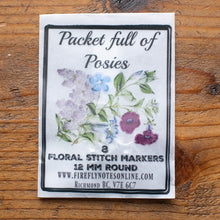 Packet full of
Posies
8
Floral Stitch Markers
12 mm Round
www.fireflynotesonline.com
Richmond BC, V7E 6C7